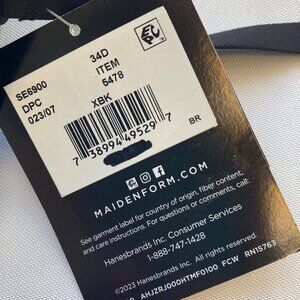 SE6900
DPC
023/07
34D
ITEM
5478
XBK
7 38994 49529 7
BR
MAIDENFORM.COM
See garment label for country of origin, fiber content,
and care instructions. For questions or comments, call:
Hanesbrands Inc. Consumer Services
1-888-747-1428
©2023 Hanesbrands Inc. All rights reserved.
AHJZRJ000HTMF0100 FCW RN15763